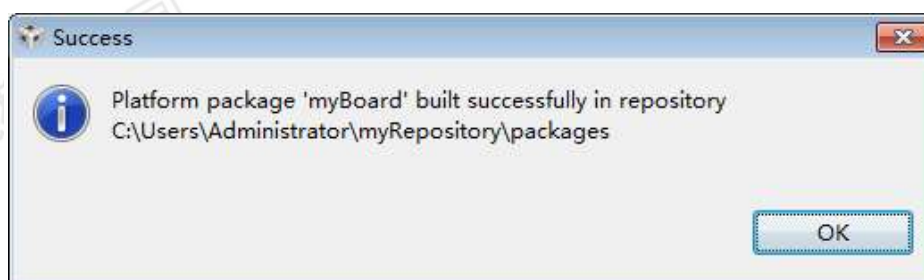 Success
Platform package 'myBoard' built successfully in repository
C:\Users\Administrator\myRepository\packages
OK